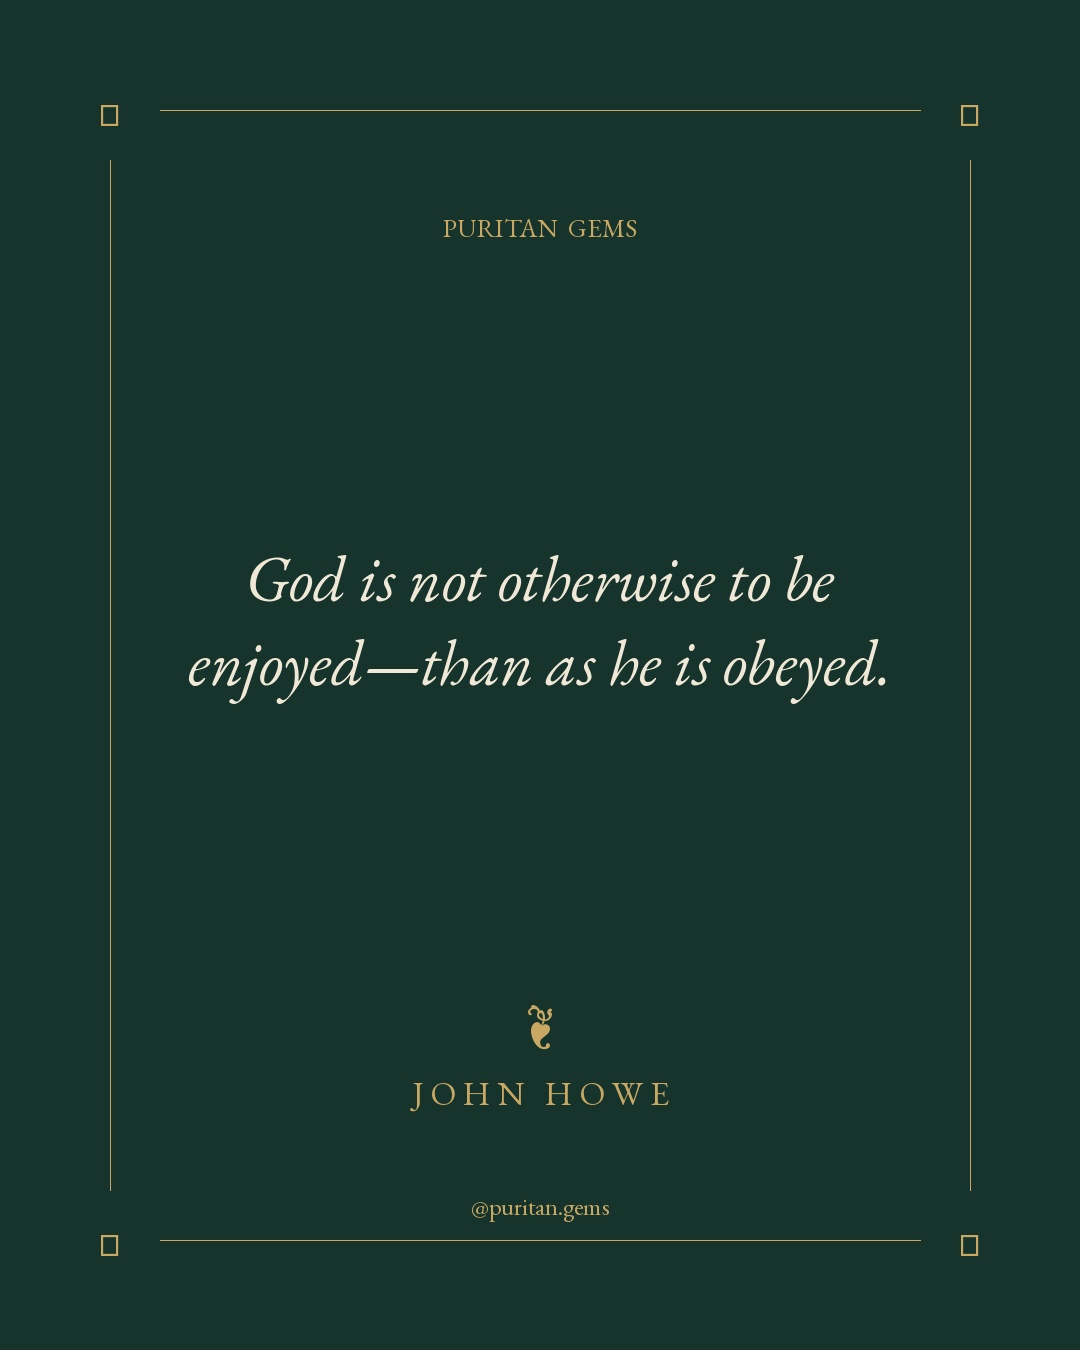 PURITAN GEMS
God is not otherwise to be
enjoyed—than as he is obeyed.
JOHN HOWE
@puritan.gems